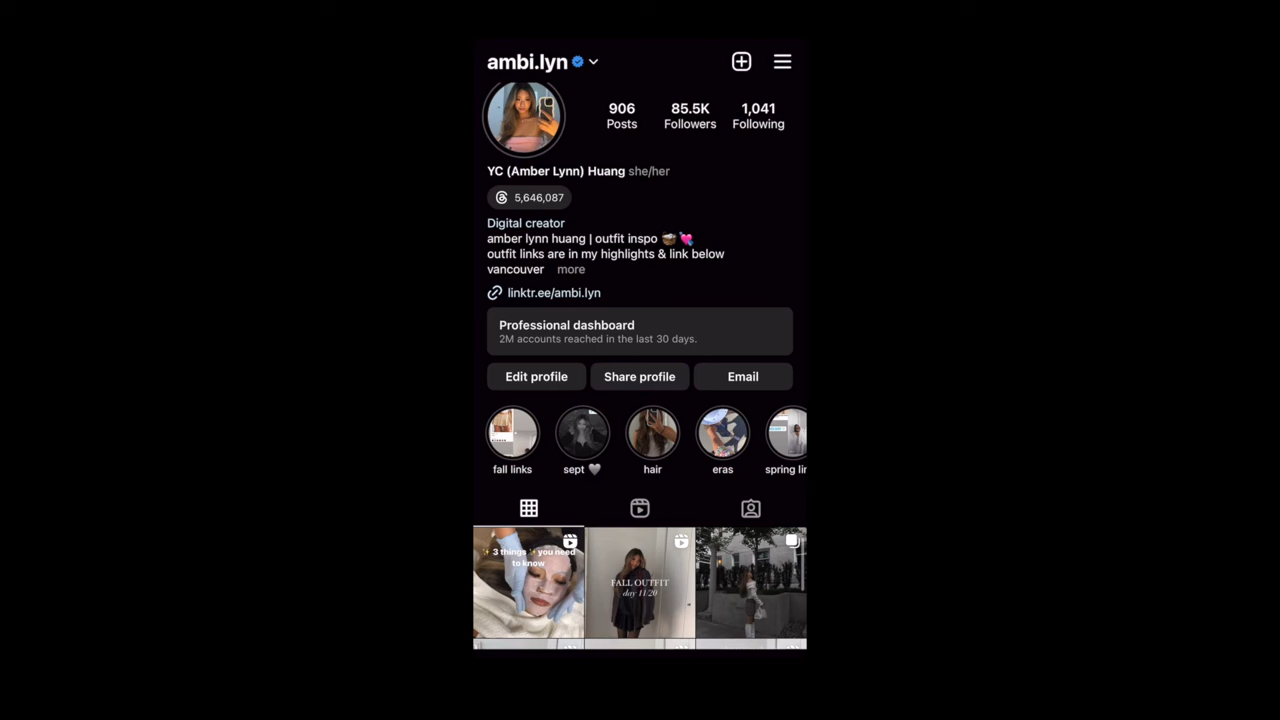 ambi.lyn
906 85.5K 1,041
Posts Followers Following
YC (Amber Lynn) Huang she/her
5,646,087
Digital creator
amber lynn huang | outfit inspo 🧺💘
outfit links are in my highlights & link below
vancouver more
linktr.ee/ambi.lyn
Professional dashboard
2M accounts reached in the last 30 days.
Edit profile Share profile Email
fall links sept 🤍 hair eras spring lin
✨ 3 things ✨ you need
to know
FALL OUTFIT
day 11/20